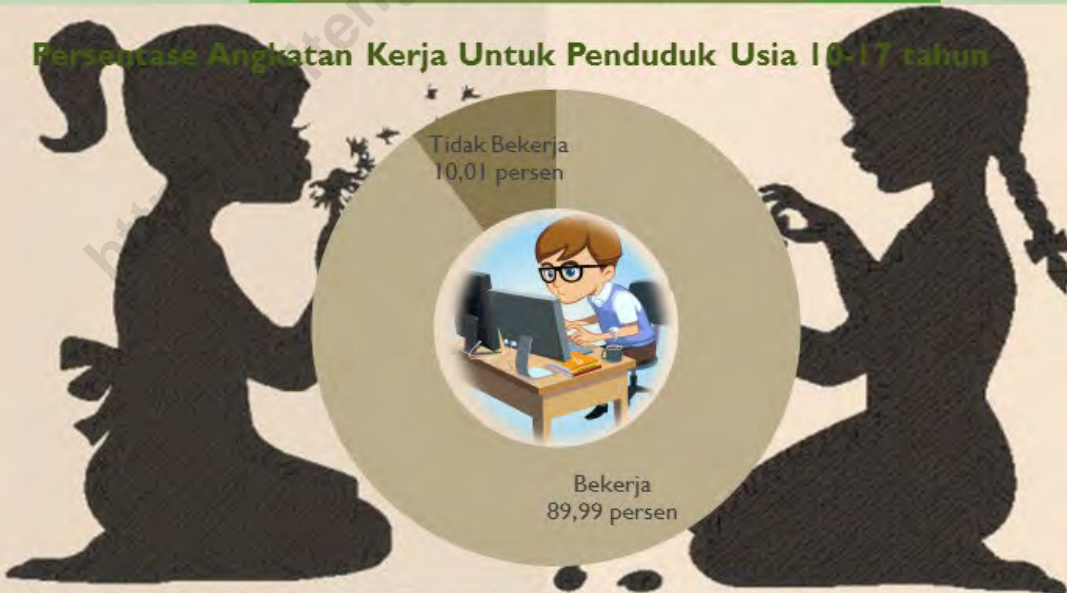 Persentase Angkatan Kerja Untuk Penduduk Usia 10-17 tahun
Tidak Bekerja
10,01 persen
Bekerja
89,99 persen